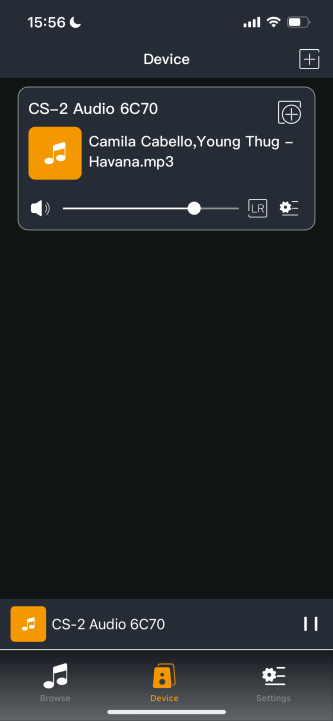 15:56
Device
CS-2 Audio 6C70
Camila Cabello,Young Thug -
Havana.mp3
LR
CS-2 Audio 6C70
Browse
Device
Settings